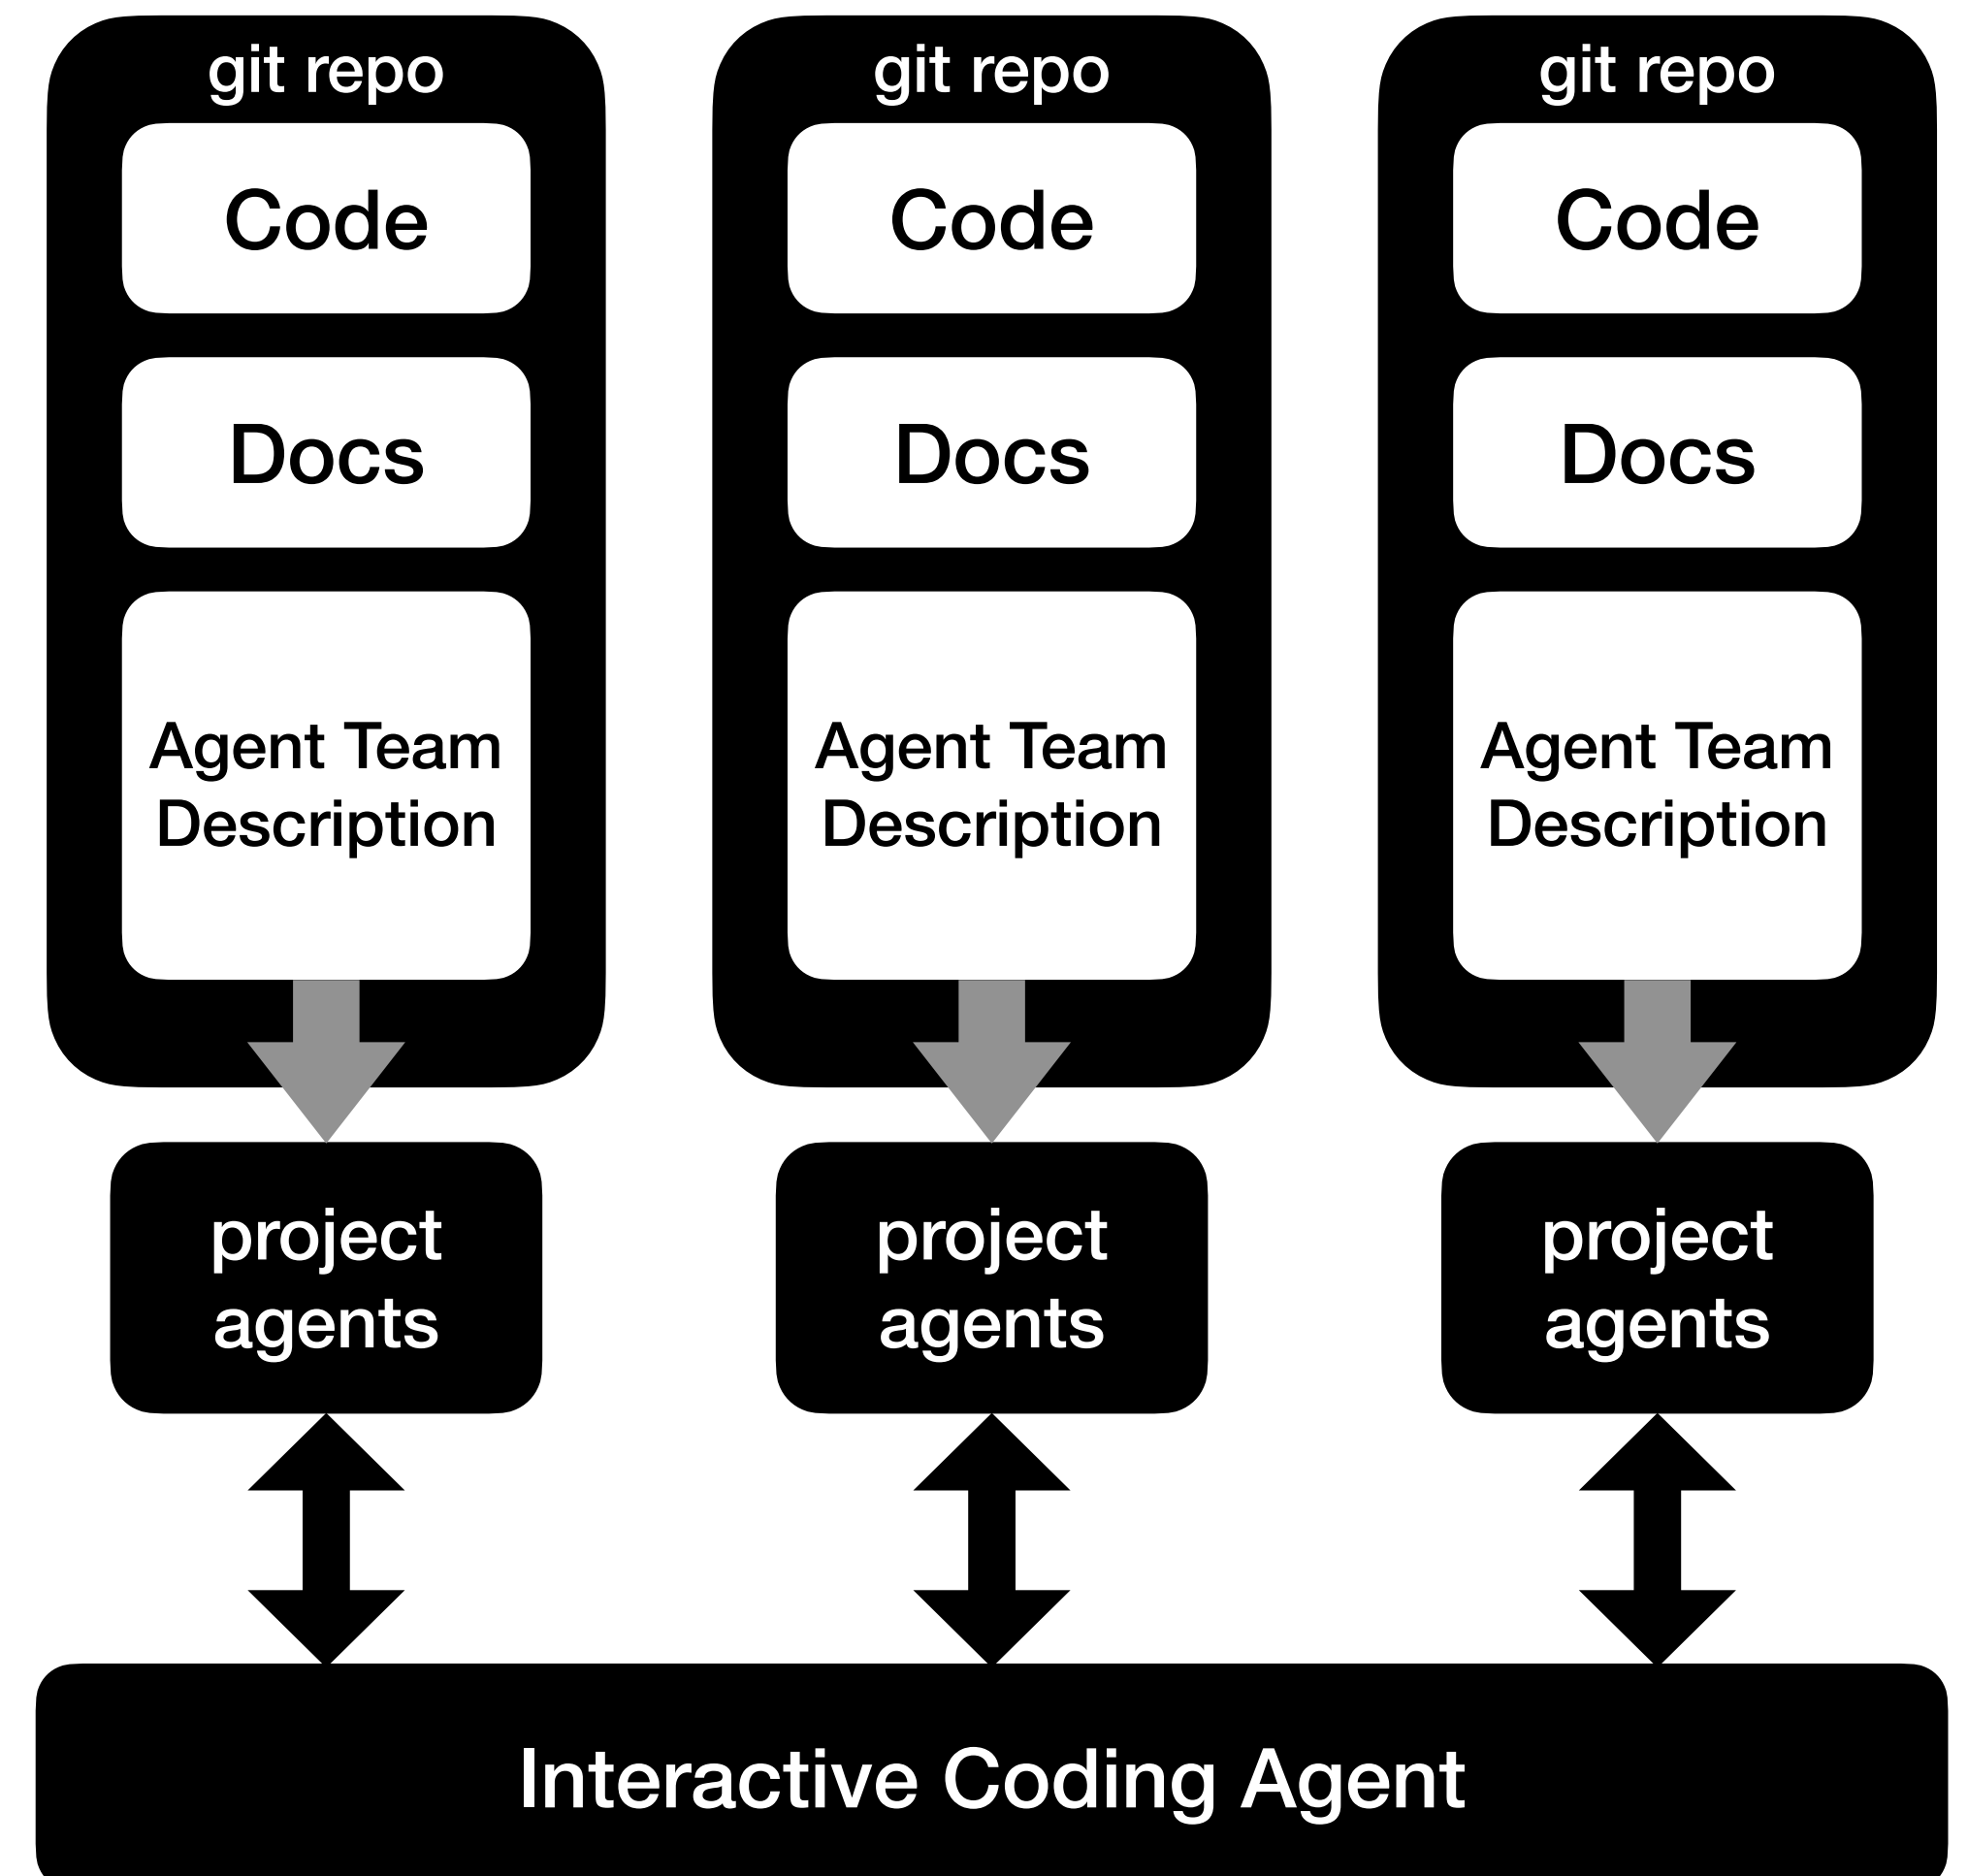 git repo
Code
Docs
Agent Team
Description
project
agents
git repo
Code
Docs
Agent Team
Description
project
agents
git repo
Code
Docs
Agent Team
Description
project
agents
Interactive Coding Agent